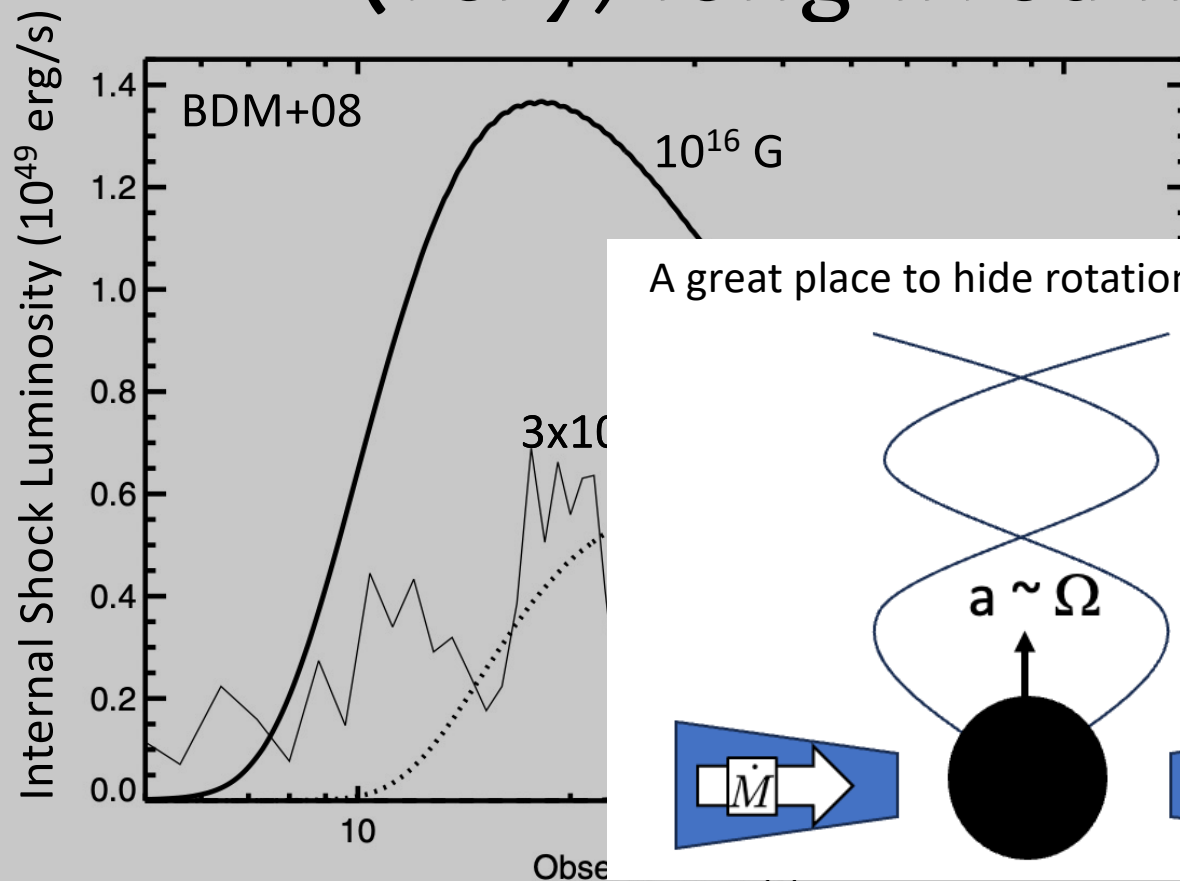 Internal Shock Luminosity (10⁴⁹ erg/s)
1.4
1.2
1.0
0.8
0.6
0.4
0.2
0.0
10
BDM+08
10¹⁶ G
3x10
A great place to hide rotation
a ~ Ω
Ṁ